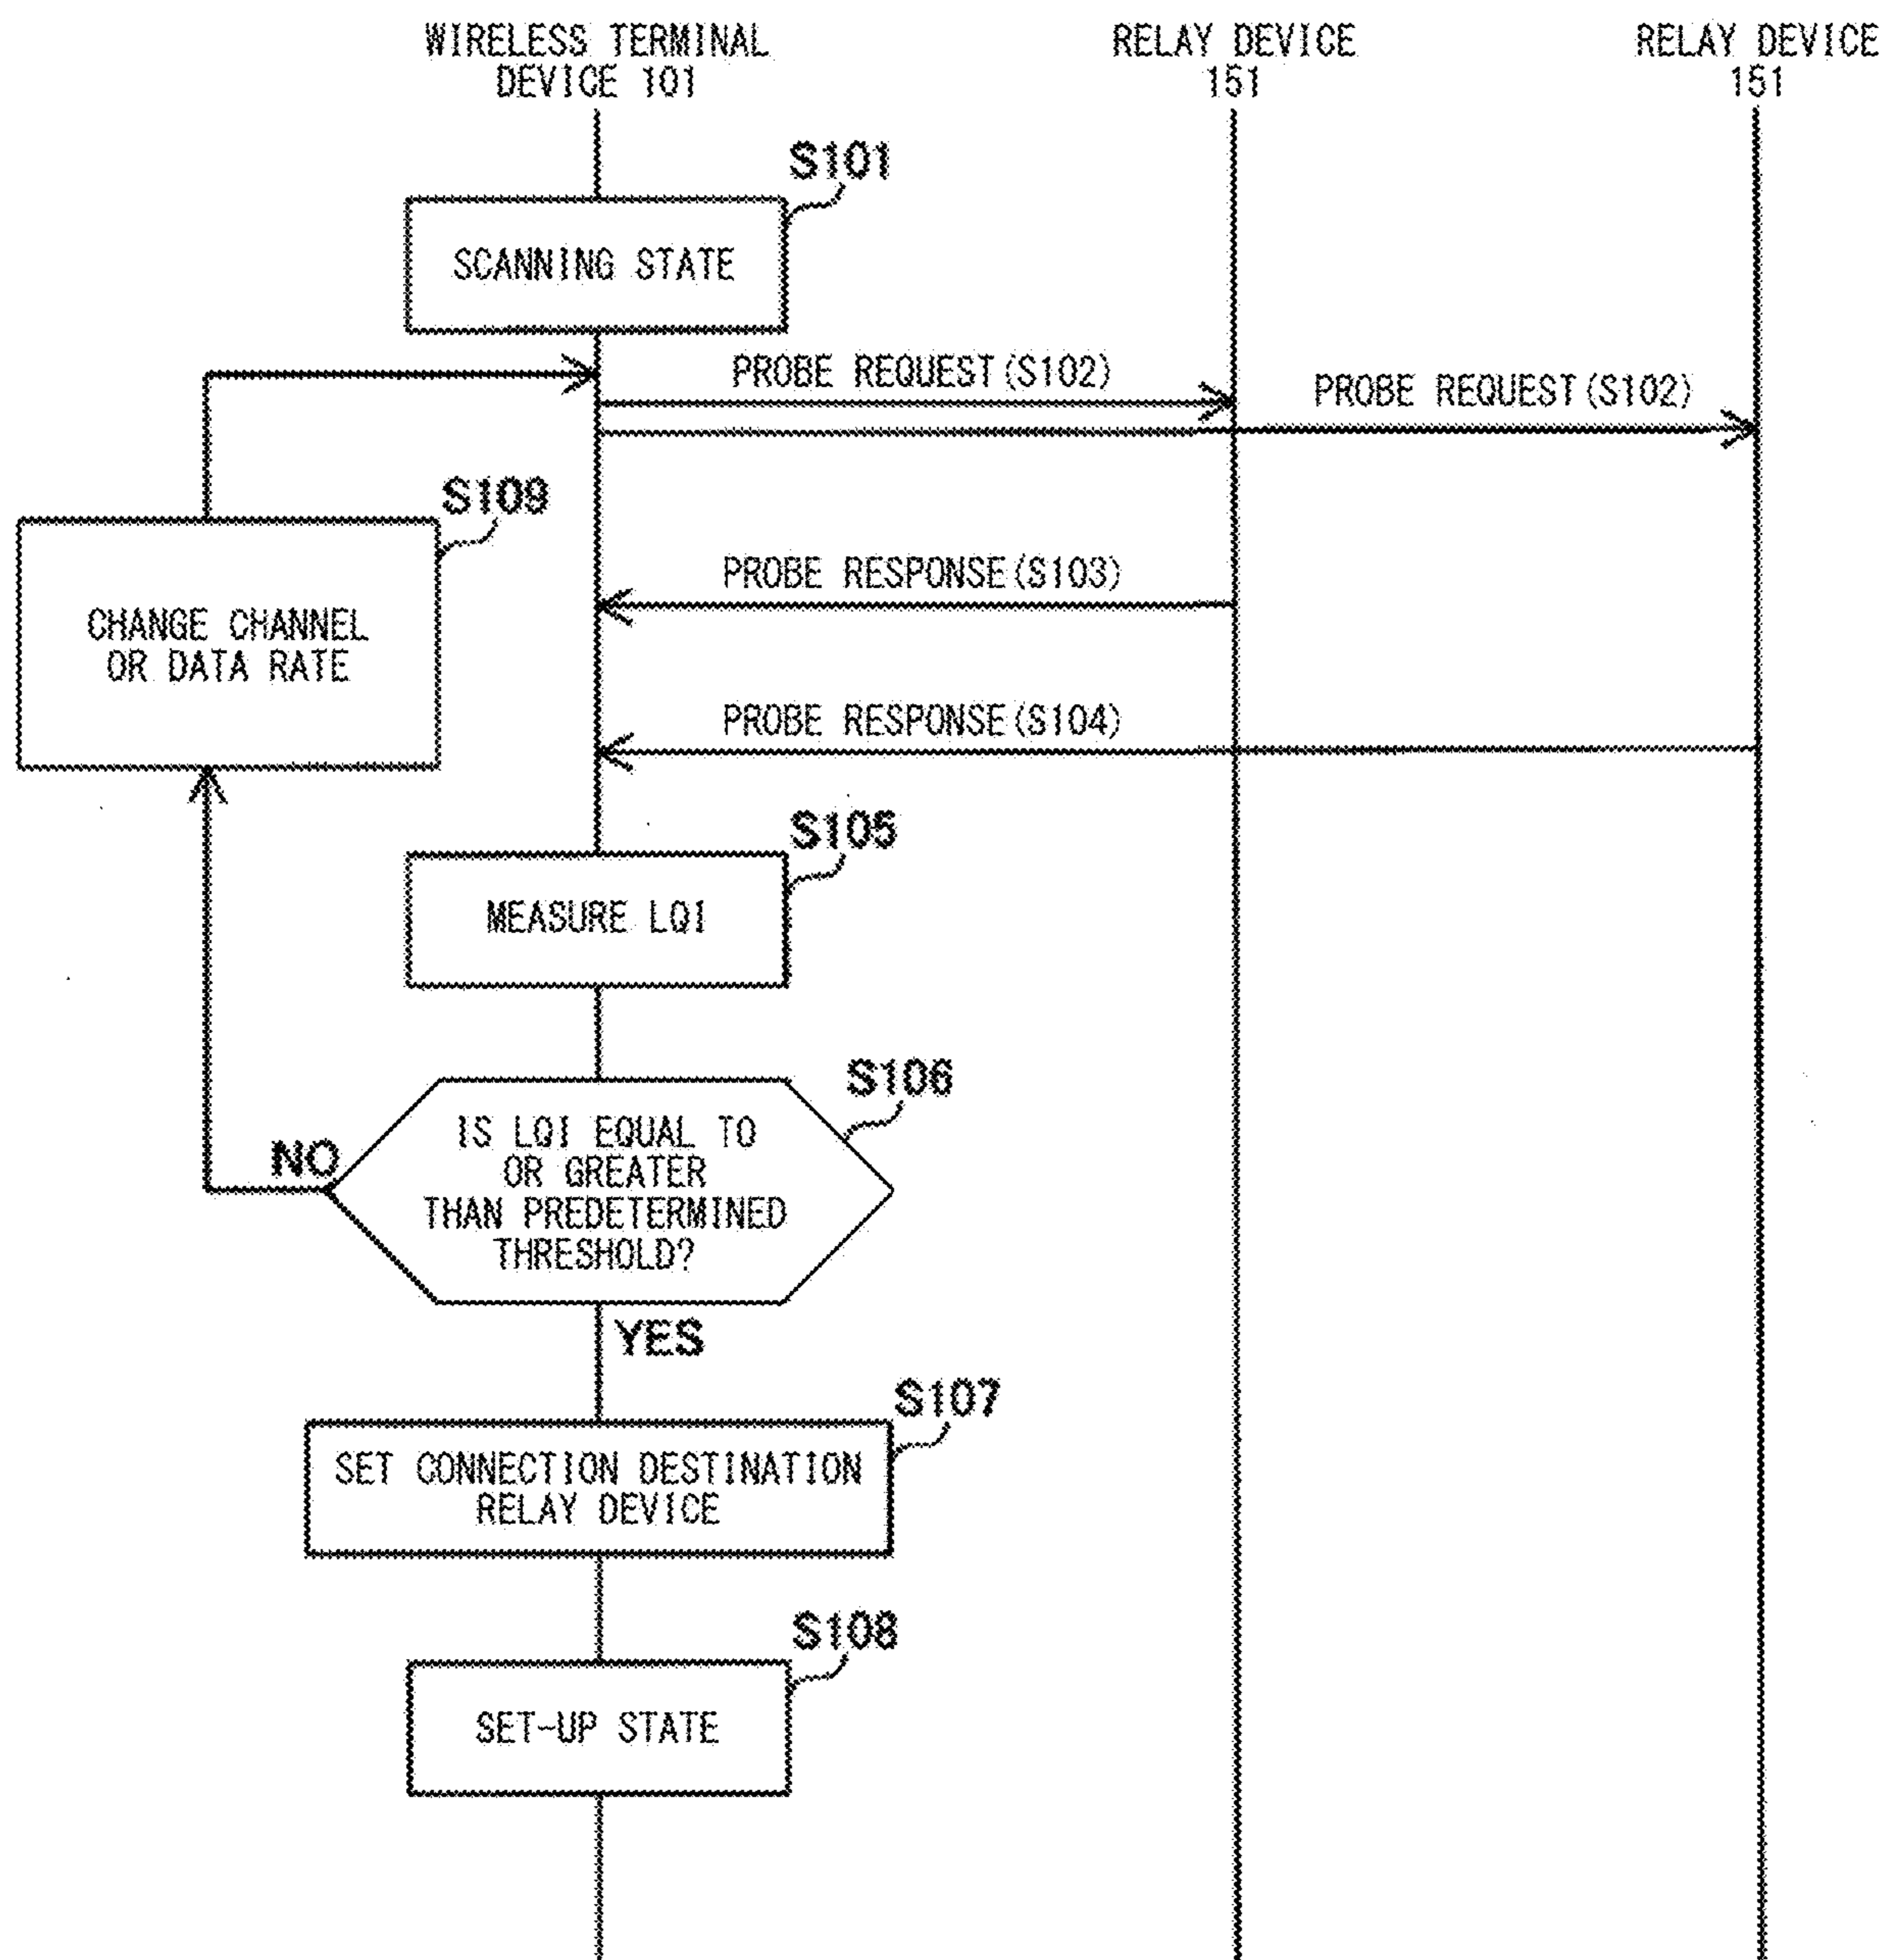 WIRELESS TERMINAL
DEVICE 101
RELAY DEVICE
151
RELAY DEVICE
151
S101
SCANNING STATE
PROBE REQUEST(S102)
PROBE REQUEST(S102)
S109
CHANGE CHANNEL
OR DATA RATE
PROBE RESPONSE(S103)
PROBE RESPONSE(S104)
S105
MEASURE LQI
S106
IS LQI EQUAL TO
OR GREATER
THAN PREDETERMINED
THRESHOLD?
NO
YES
S107
SET CONNECTION DESTINATION
RELAY DEVICE
S108
SET-UP STATE